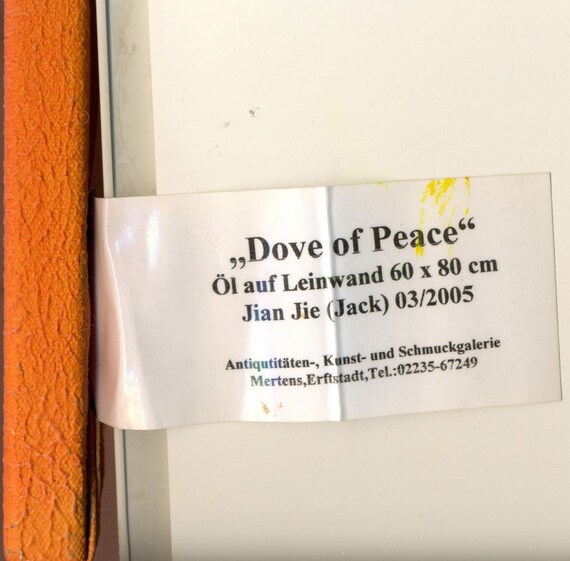 „Dove of Peace“
Öl auf Leinwand 60 x 80 cm
Jian Jie (Jack) 03/2005
Antiqutitäten-, Kunst- und Schmuckgalerie
Mertens,Erftstadt,Tel.:02235-67249